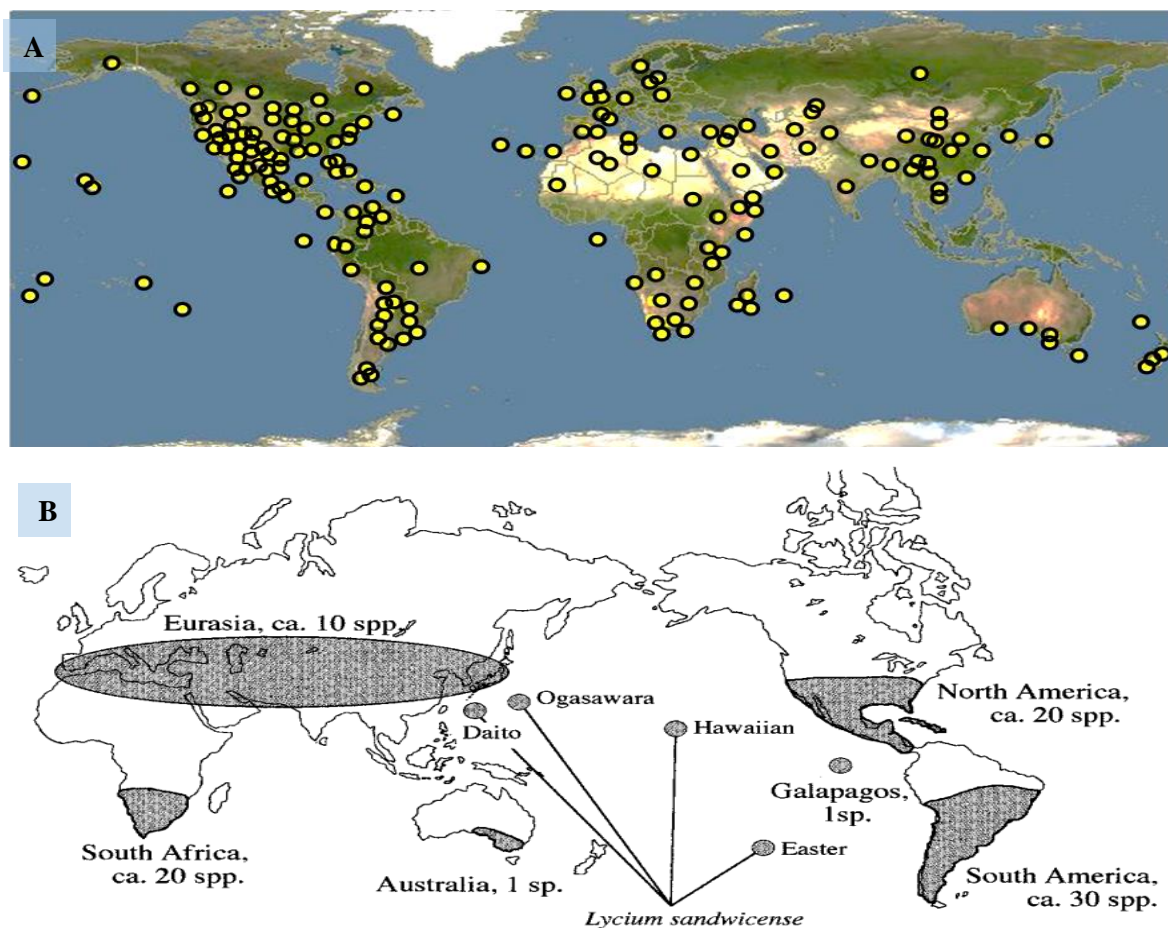 A
B
Eurasia, ca. 10 spp.
Ogasawara
Daito
Hawaiian
North America,
ca. 20 spp.
Galapagos,
1sp.
South Africa,
ca. 20 spp.
Australia, 1 sp.
Easter
South America,
ca. 30 spp.
Lycium sandwicense